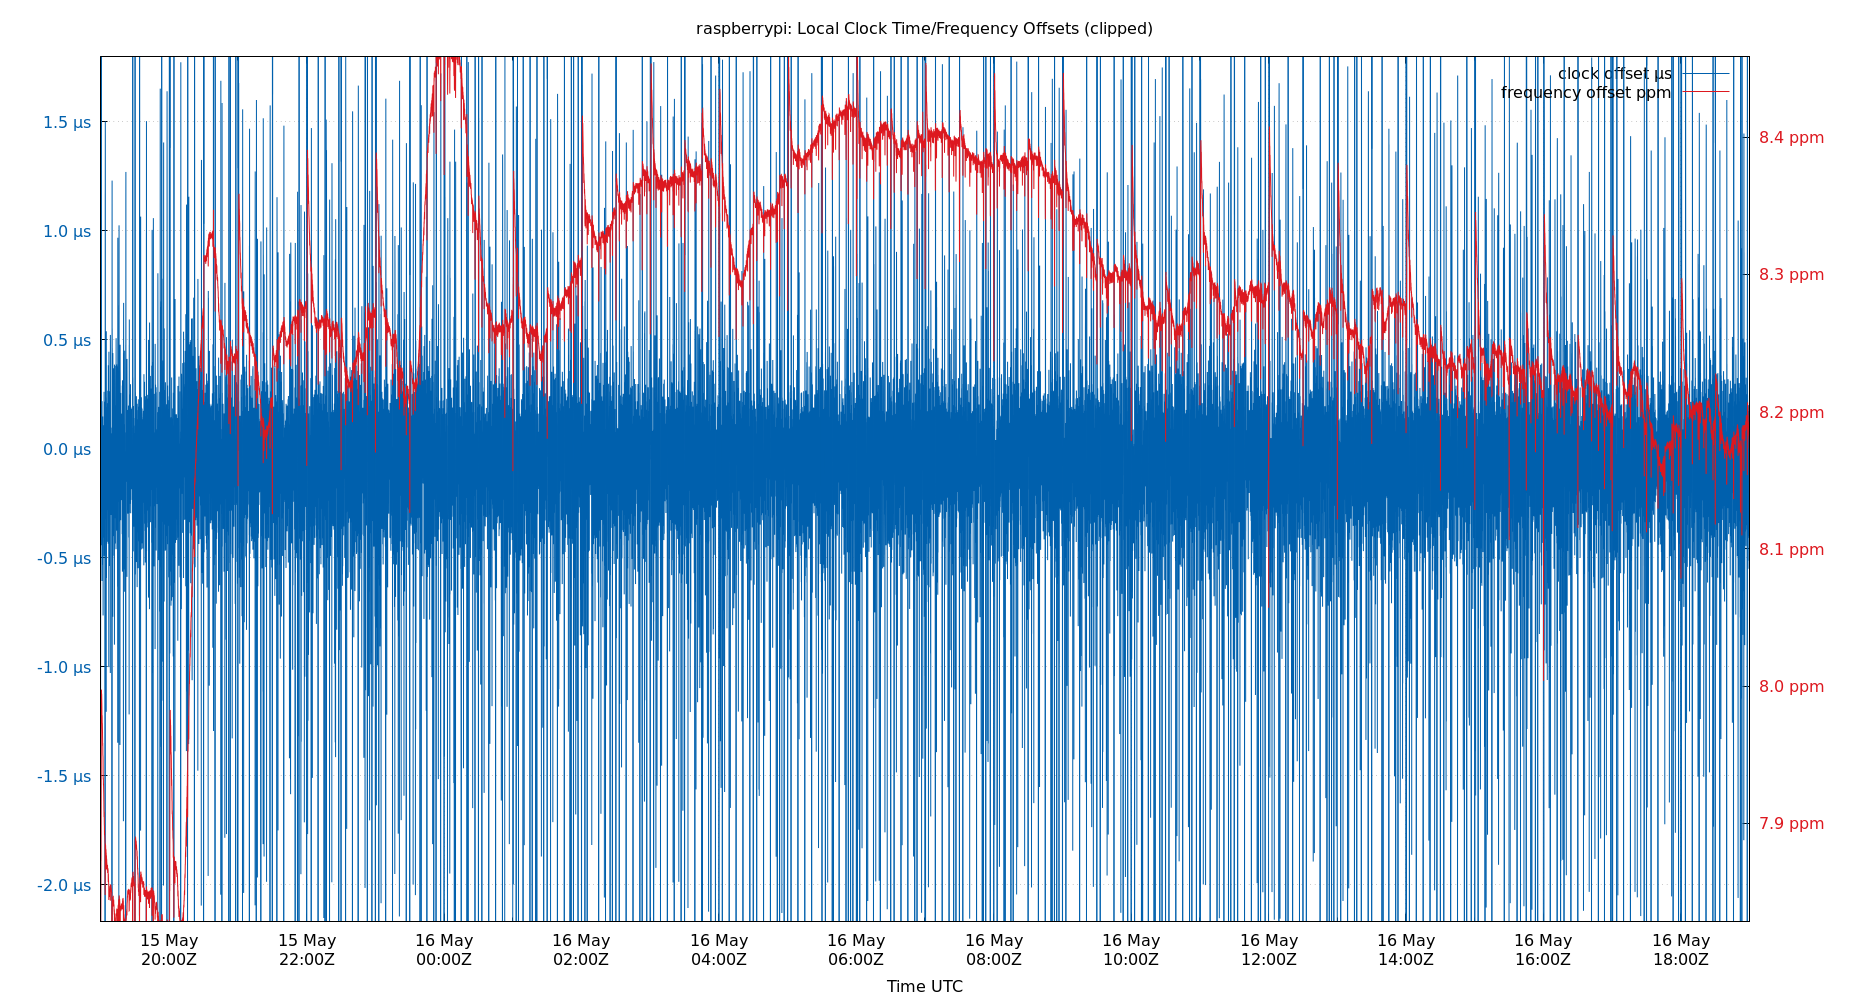 raspberrypi: Local Clock Time/Frequency Offsets (clipped)
clock offset µs
frequency offset ppm
1.5 µs
1.0 µs
0.5 µs
0.0 µs
-0.5 µs
-1.0 µs
-1.5 µs
-2.0 µs
8.4 ppm
8.3 ppm
8.2 ppm
8.1 ppm
8.0 ppm
7.9 ppm
15 May 15 May 16 May 16 May 16 May 16 May 16 May 16 May 16 May 16 May 16 May 16 May
20:00Z 22:00Z 00:00Z 02:00Z 04:00Z 06:00Z 08:00Z 10:00Z 12:00Z 14:00Z 16:00Z 18:00Z
Time UTC